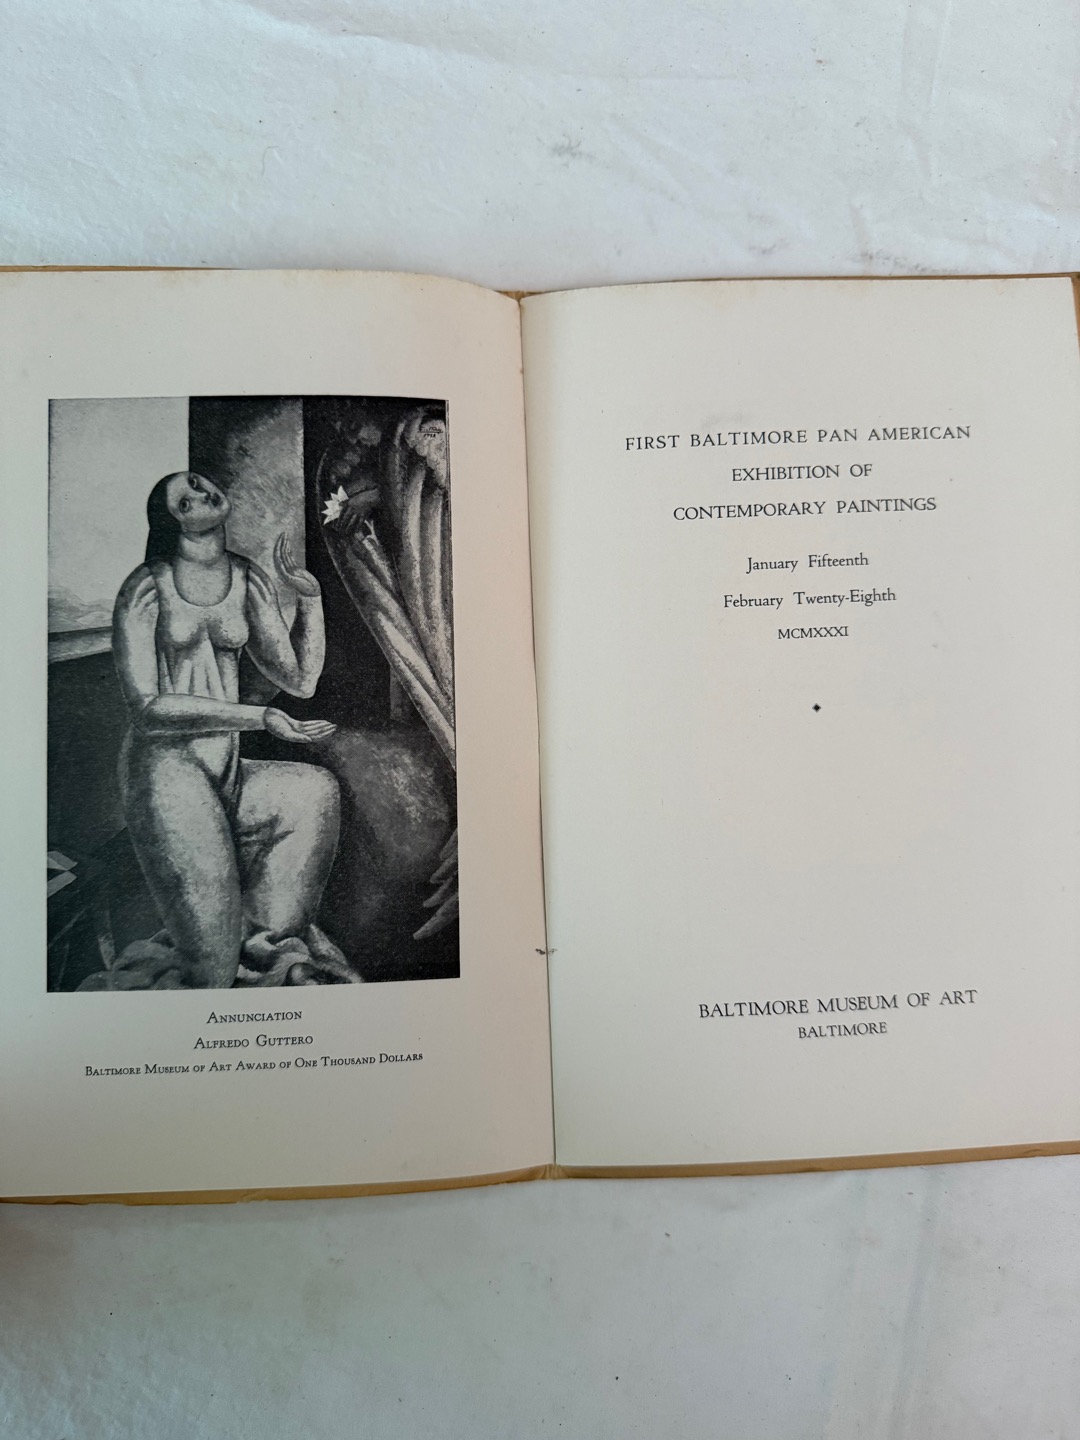 ANNUNCIATION
ALFREDO GUTTERO
BALTIMORE MUSEUM OF ART AWARD OF ONE THOUSAND DOLLARS
FIRST BALTIMORE PAN AMERICAN
EXHIBITION OF
CONTEMPORARY PAINTINGS
January Fifteenth
February Twenty-Eighth
MCMXXXI
BALTIMORE MUSEUM OF ART
BALTIMORE